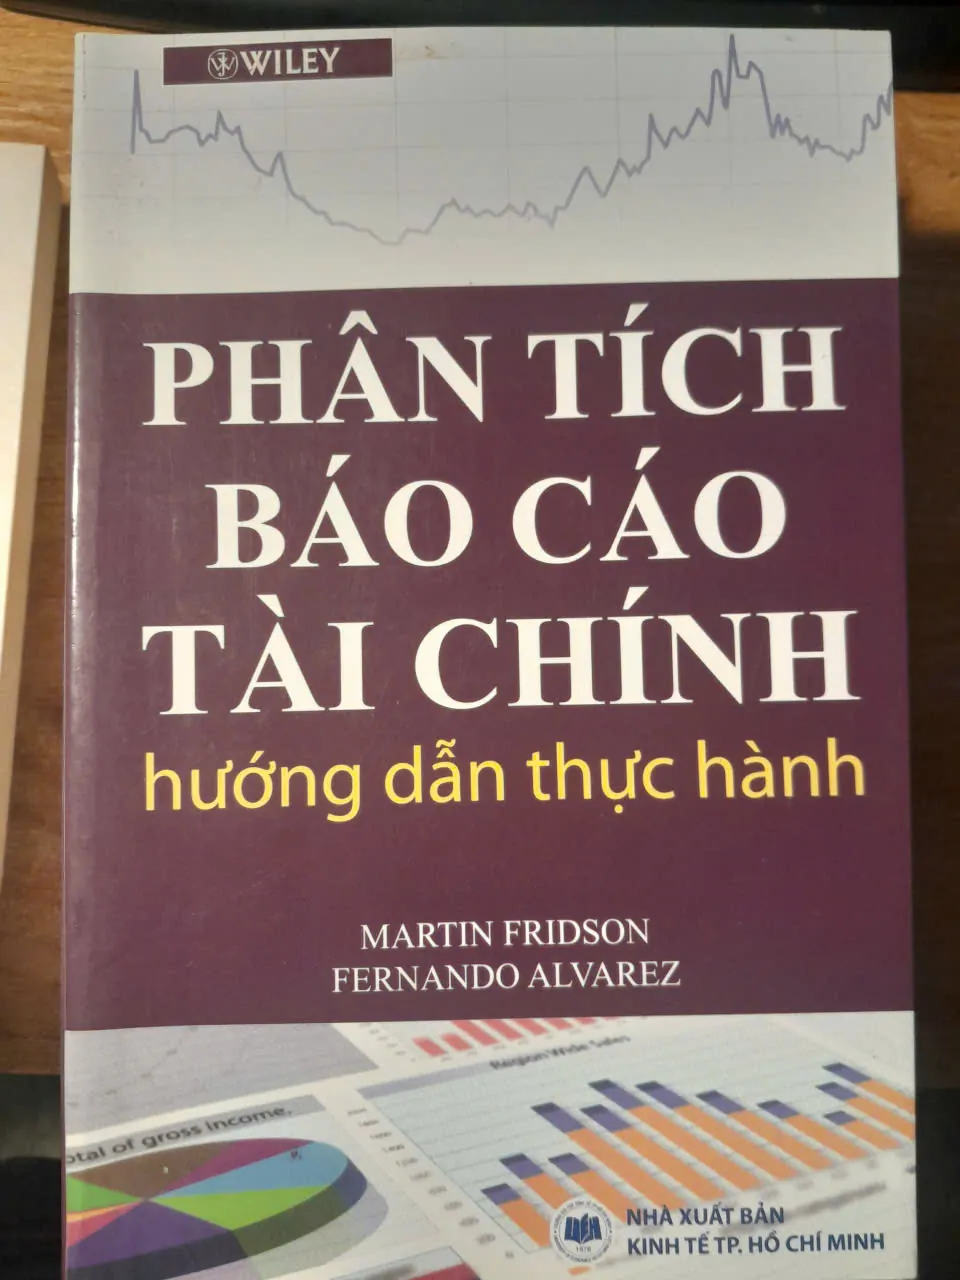 WILEY
PHÂN TÍCH
BÁO CÁO
TÀI CHÍNH
hướng dẫn thực hành
MARTIN FRIDSON
FERNANDO ALVAREZ
Region Wide Sales
otal of gross income,
NHÀ XUẤT BẢN
KINH TẾ TP. HỒ CHÍ MINH